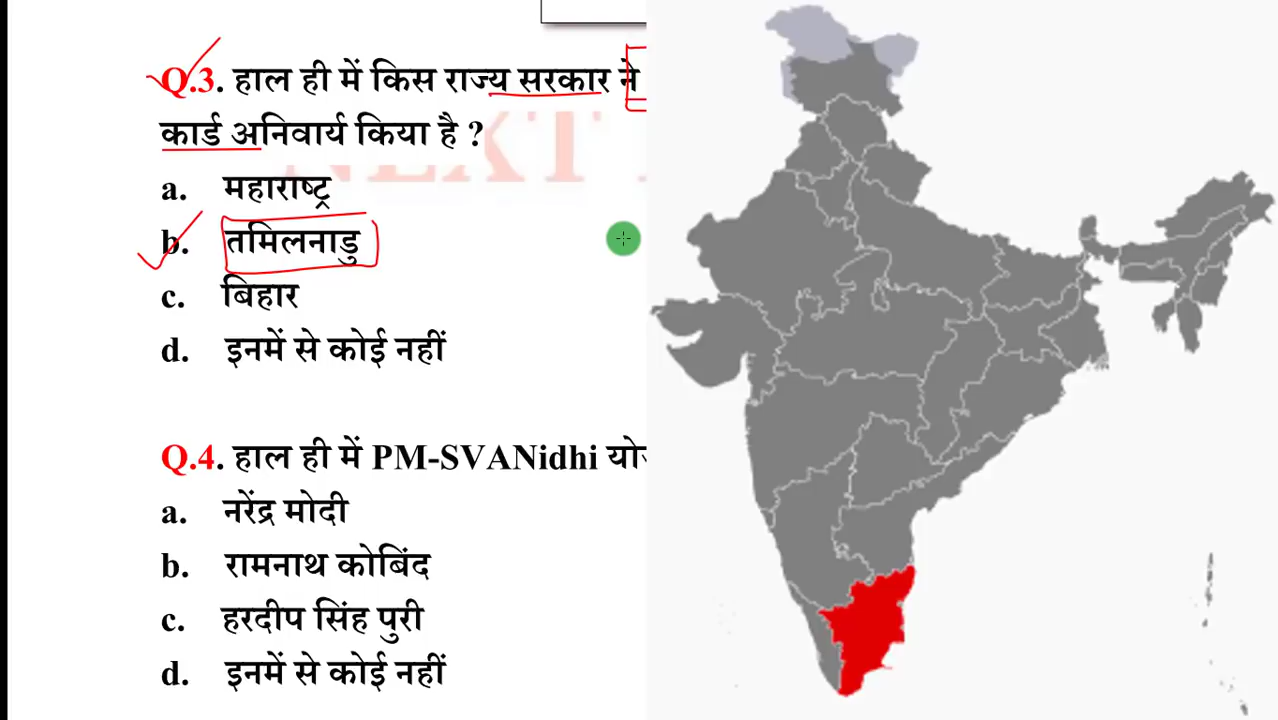 Q.3. हाल ही में किस राज्य सरकार ने
कार्ड अनिवार्य किया है ?
a. महाराष्ट्र
b. तमिलनाडु
c. बिहार
d. इनमें से कोई नहीं
Q.4. हाल ही में PM-SVANidhi
a. नरेंद्र मोदी
b. रामनाथ कोबिंद
c. हरदीप सिंह पुरी
d. इनमें से कोई नहीं